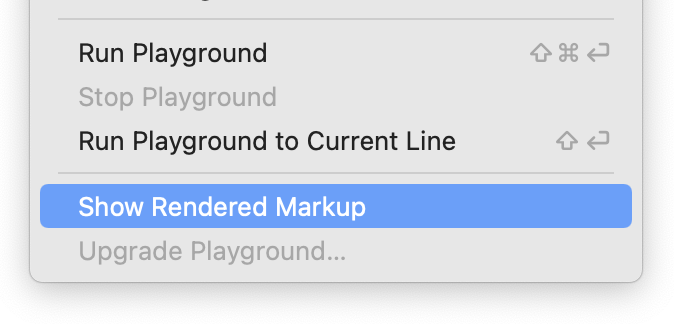 Run Playground ⇧⌘↩
Stop Playground
Run Playground to Current Line ⇧↩
Show Rendered Markup
Upgrade Playground...